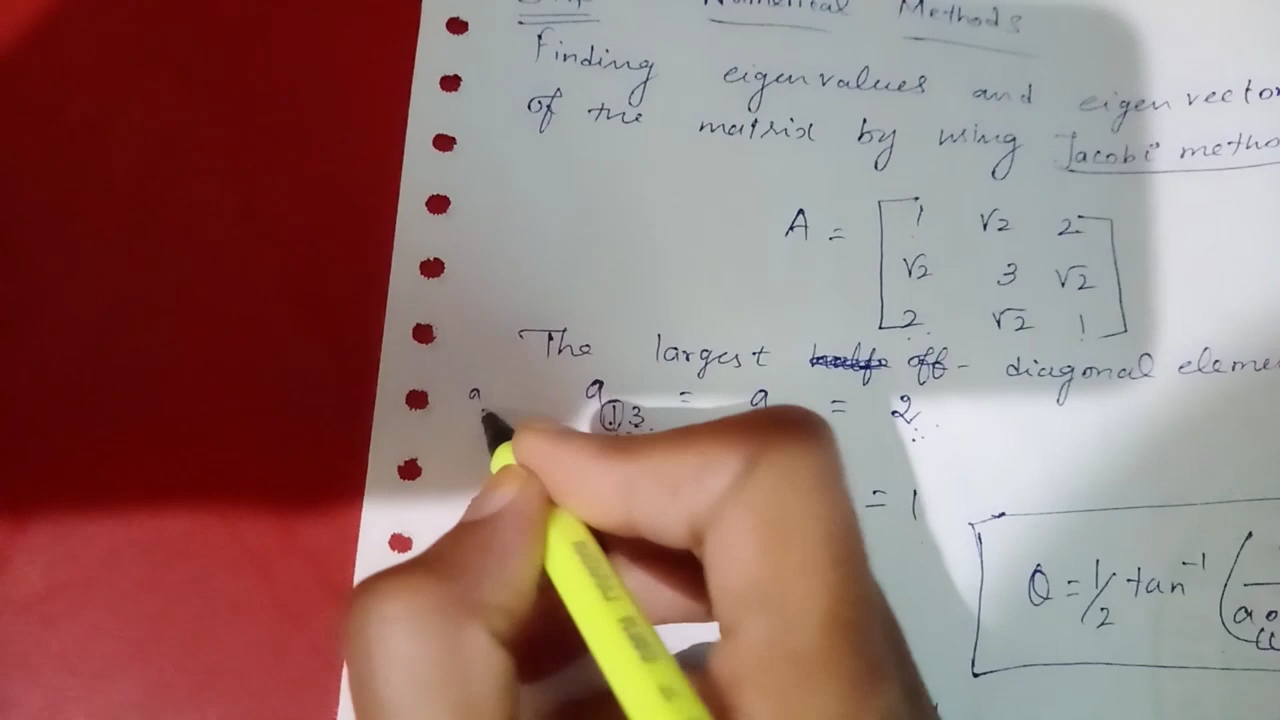 Numerical Methods
Finding eigenvalues and eigenvector
of the matrix by using Jacobi metho
A = [1 √2 2
√2 3 √2
2 √2 1]
The largest off - diagonal eleme
a a 13 = a = 2
= 1
θ = 1/2 tan⁻¹ (